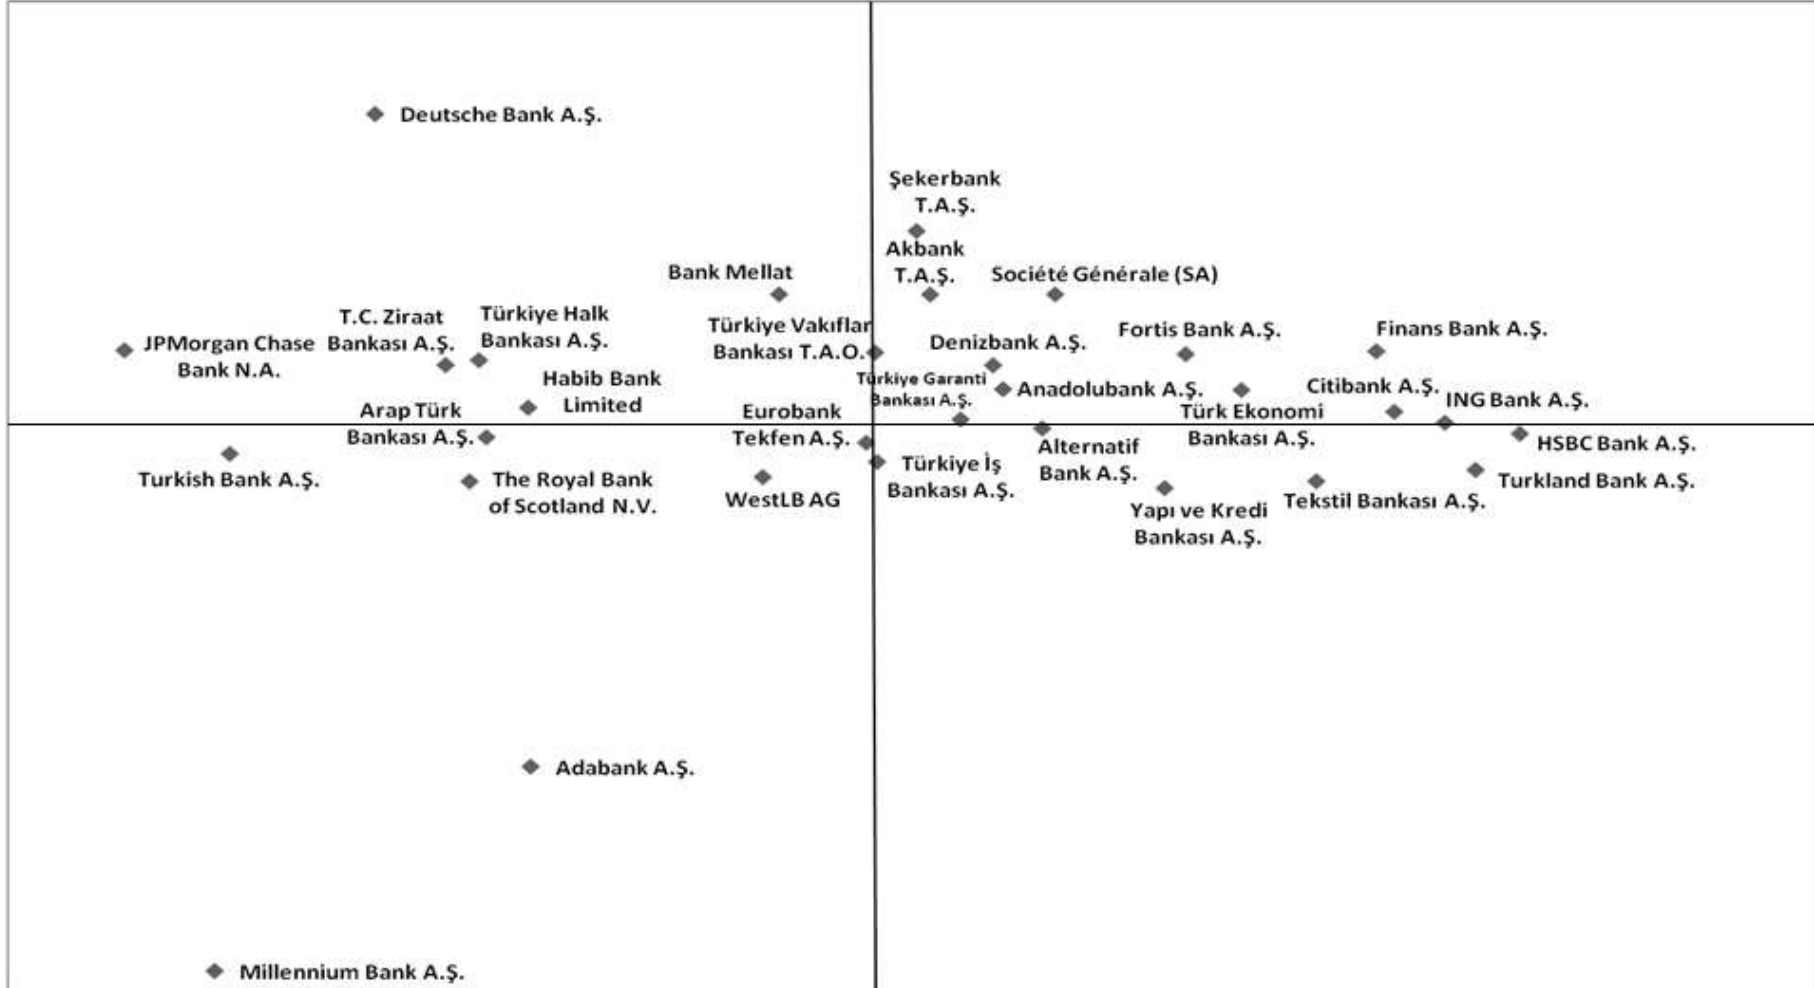 Deutsche Bank A.Ş.
Şekerbank
T.A.Ş.
Akbank
T.A.Ş.
Bank Mellat
Société Générale (SA)
T.C. Ziraat
Bankası A.Ş.
Türkiye Halk
Bankası A.Ş.
Türkiye Vakıflar
Bankası T.A.O.
Denizbank A.Ş.
Fortis Bank A.Ş.
Finans Bank A.Ş.
JPMorgan Chase
Bank N.A.
Habib Bank
Limited
Türkiye Garanti
Bankası A.Ş.
Anadolubank A.Ş.
Türk Ekonomi
Bankası A.Ş.
Citibank A.Ş.
ING Bank A.Ş.
Arap Türk
Bankası A.Ş.
Eurobank
Tekfen A.Ş.
Alternatif
Bank A.Ş.
HSBC Bank A.Ş.
Turkish Bank A.Ş.
The Royal Bank
of Scotland N.V.
WestLB AG
Türkiye İş
Bankası A.Ş.
Yapı ve Kredi
Bankası A.Ş.
Tekstil Bankası A.Ş.
Turkland Bank A.Ş.
Adabank A.Ş.
Millennium Bank A.Ş.